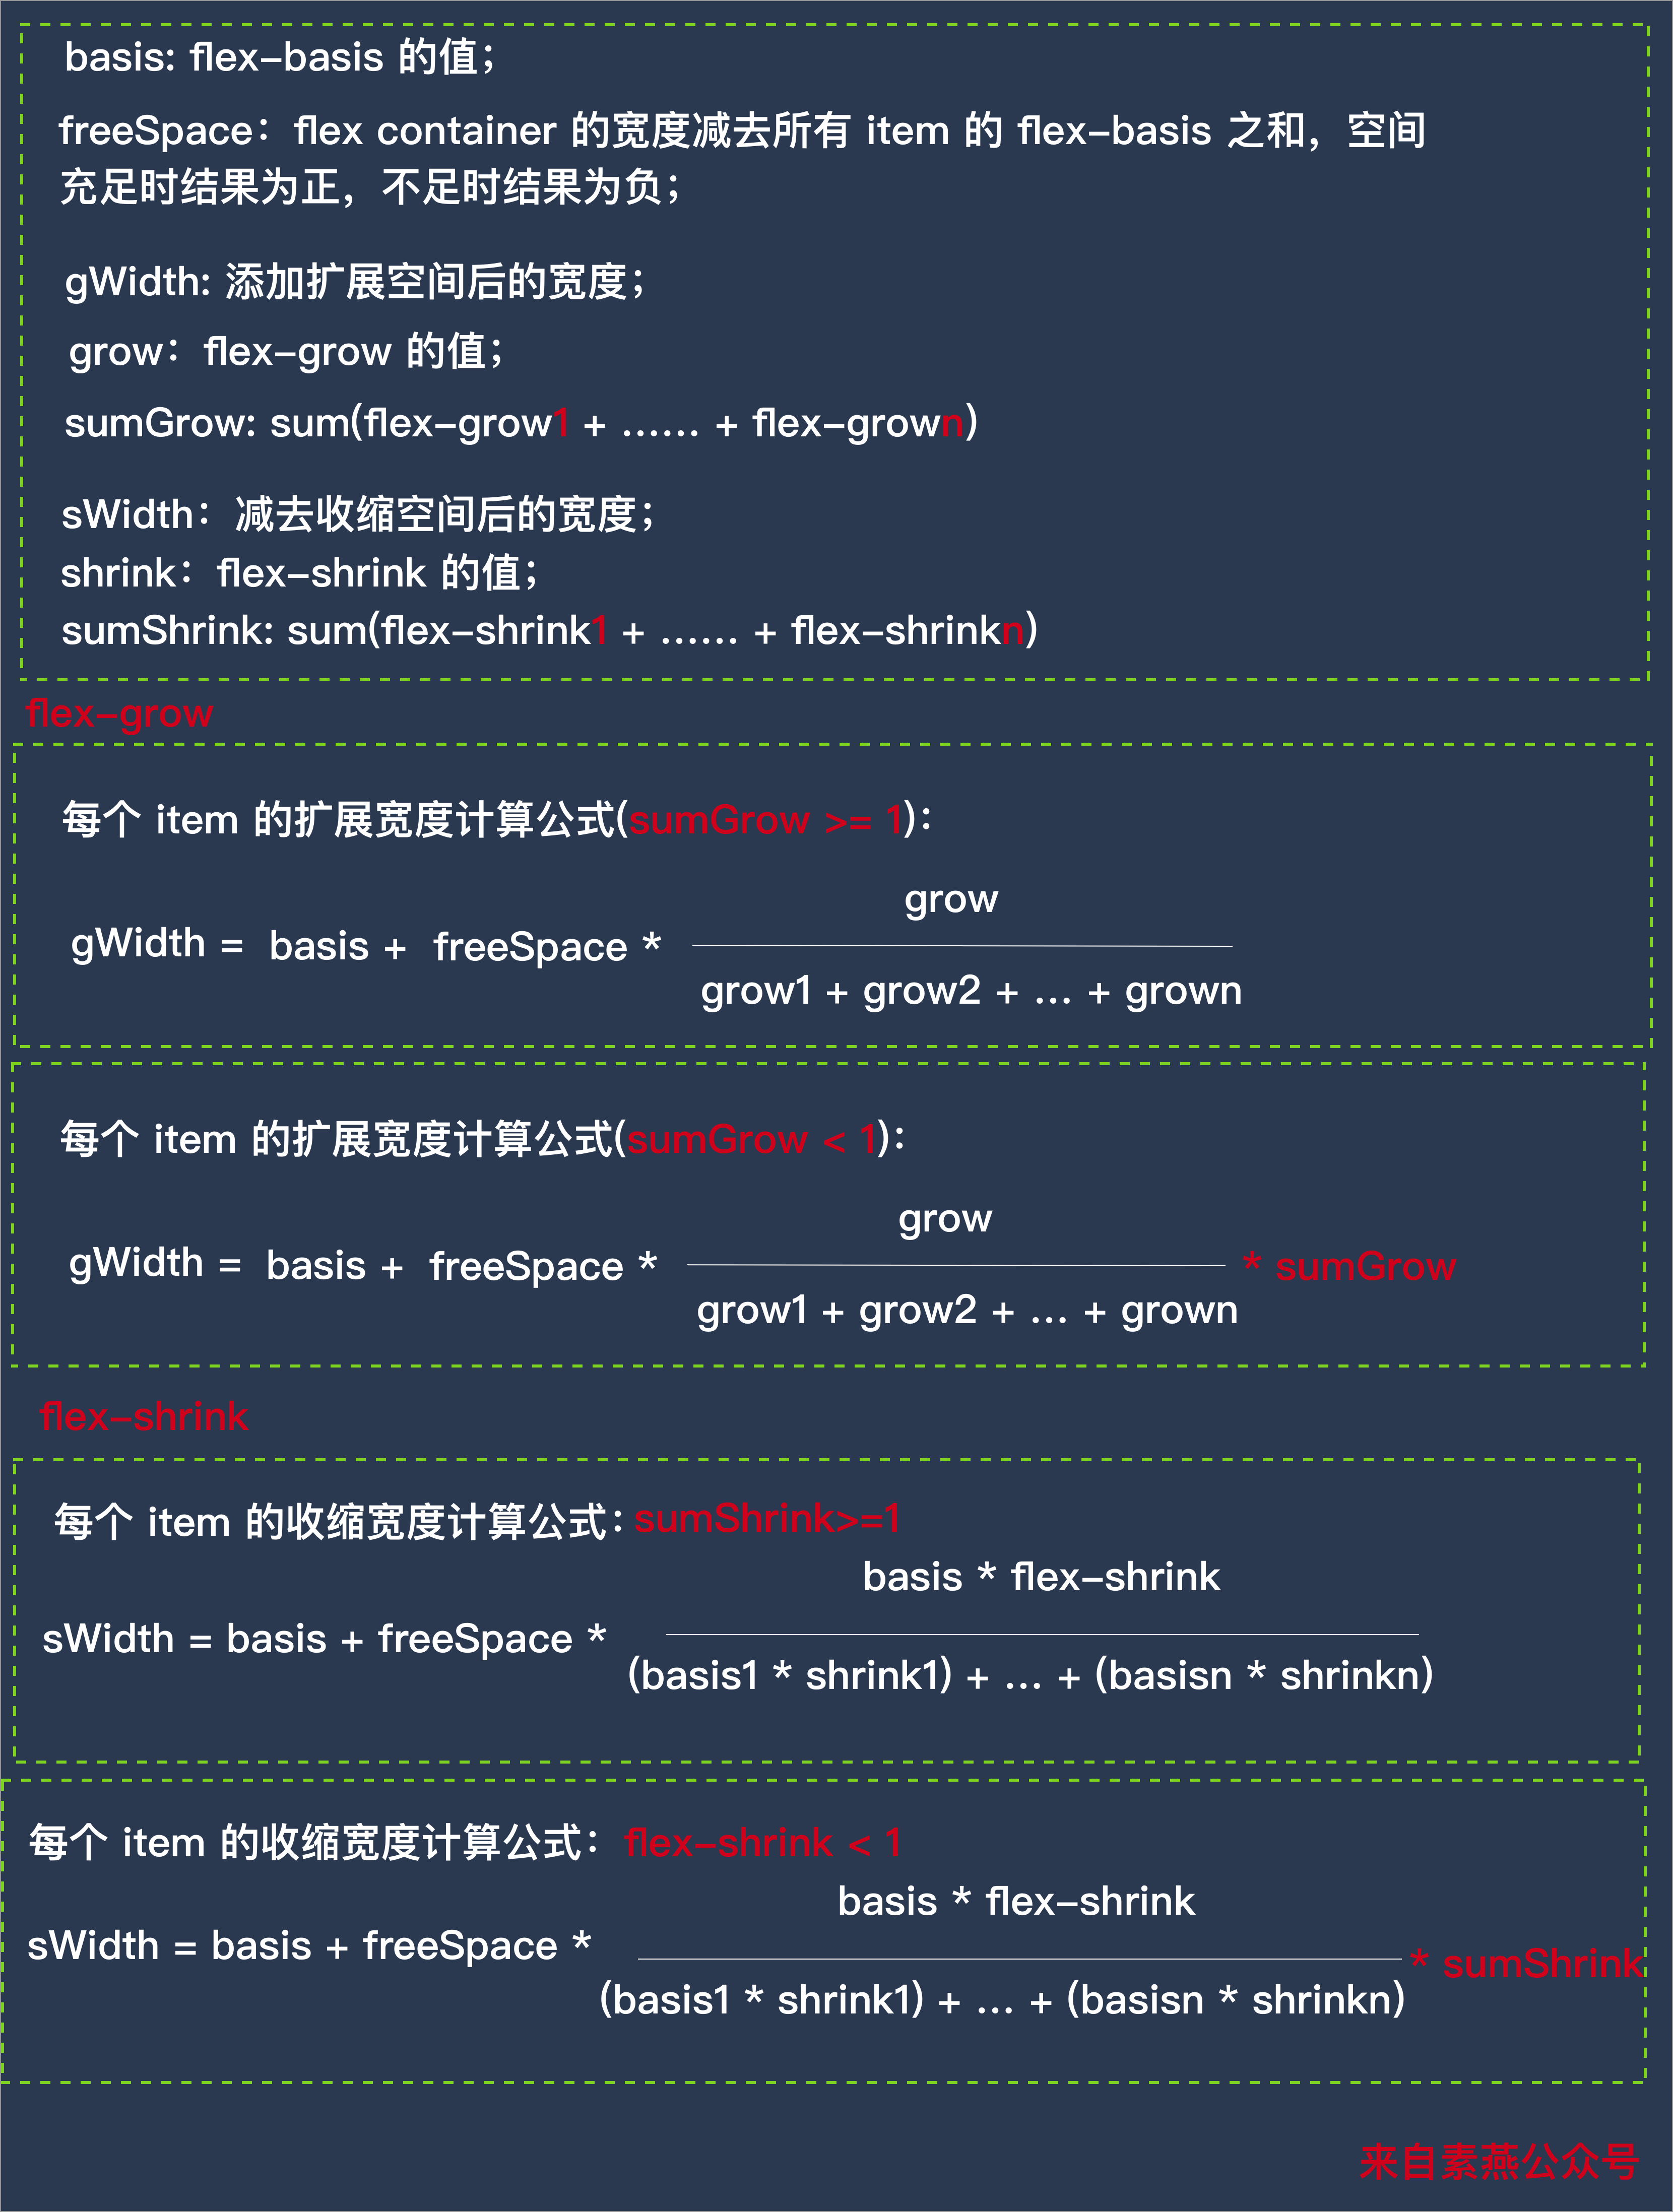 basis: flex-basis 的值；
freeSpace：flex container 的宽度减去所有 item 的 flex-basis 之和，空间
充足时结果为正，不足时结果为负；
gWidth: 添加扩展空间后的宽度；
grow：flex-grow 的值；
sumGrow: sum(flex-grow1 + …… + flex-grown)
sWidth：减去收缩空间后的宽度；
shrink：flex-shrink 的值；
sumShrink: sum(flex-shrink1 + …… + flex-shrinkn)
flex-grow
每个 item 的扩展宽度计算公式(sumGrow >= 1)：
grow
gWidth = basis + freeSpace *
grow1 + grow2 + ... + grown
每个 item 的扩展宽度计算公式(sumGrow < 1)：
grow
gWidth = basis + freeSpace * * sumGrow
grow1 + grow2 + ... + grown
flex-shrink
每个 item 的收缩宽度计算公式：sumShrink>=1
basis * flex-shrink
sWidth = basis + freeSpace *
(basis1 * shrink1) + ... + (basisn * shrinkn)
每个 item 的收缩宽度计算公式：flex-shrink < 1
basis * flex-shrink
sWidth = basis + freeSpace * * sumShrink
(basis1 * shrink1) + ... + (basisn * shrinkn)
来自素燕公众号